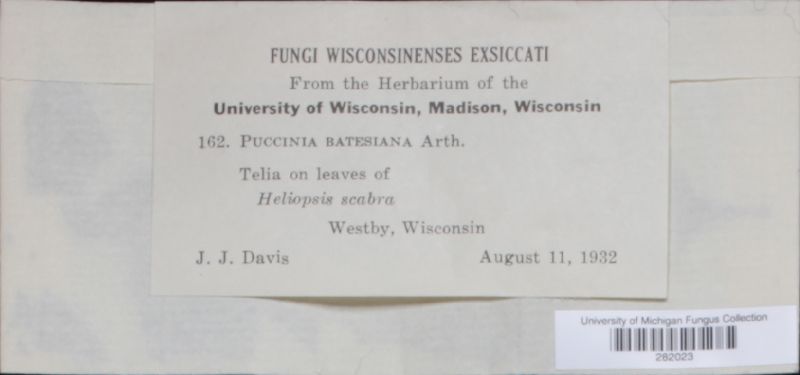 FUNGI WISCONSINENSES EXSICCATI
From the Herbarium of the
University of Wisconsin, Madison, Wisconsin
162. PUCCINIA BATESIANA Arth.
Telia on leaves of
Heliopsis scabra
Westby, Wisconsin
J. J. Davis August 11, 1932
University of Michigan Fungus Collection
282023